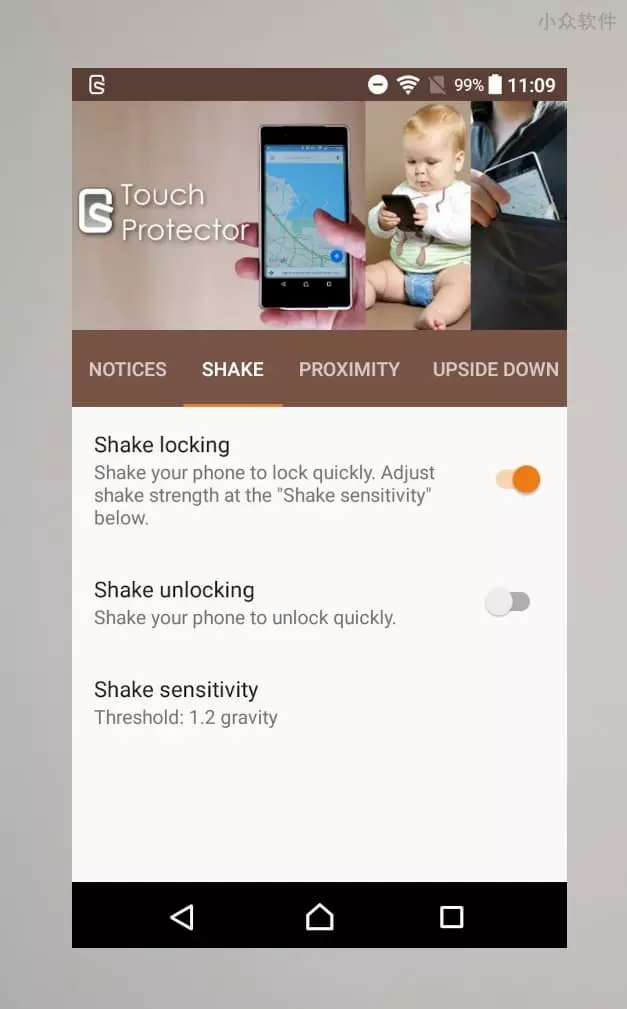 小众软件
99% 11:09
Touch
Protector
NOTICES SHAKE PROXIMITY UPSIDE DOWN
Shake locking
Shake your phone to lock quickly. Adjust
shake strength at the "Shake sensitivity"
below.
Shake unlocking
Shake your phone to unlock quickly.
Shake sensitivity
Threshold: 1.2 gravity